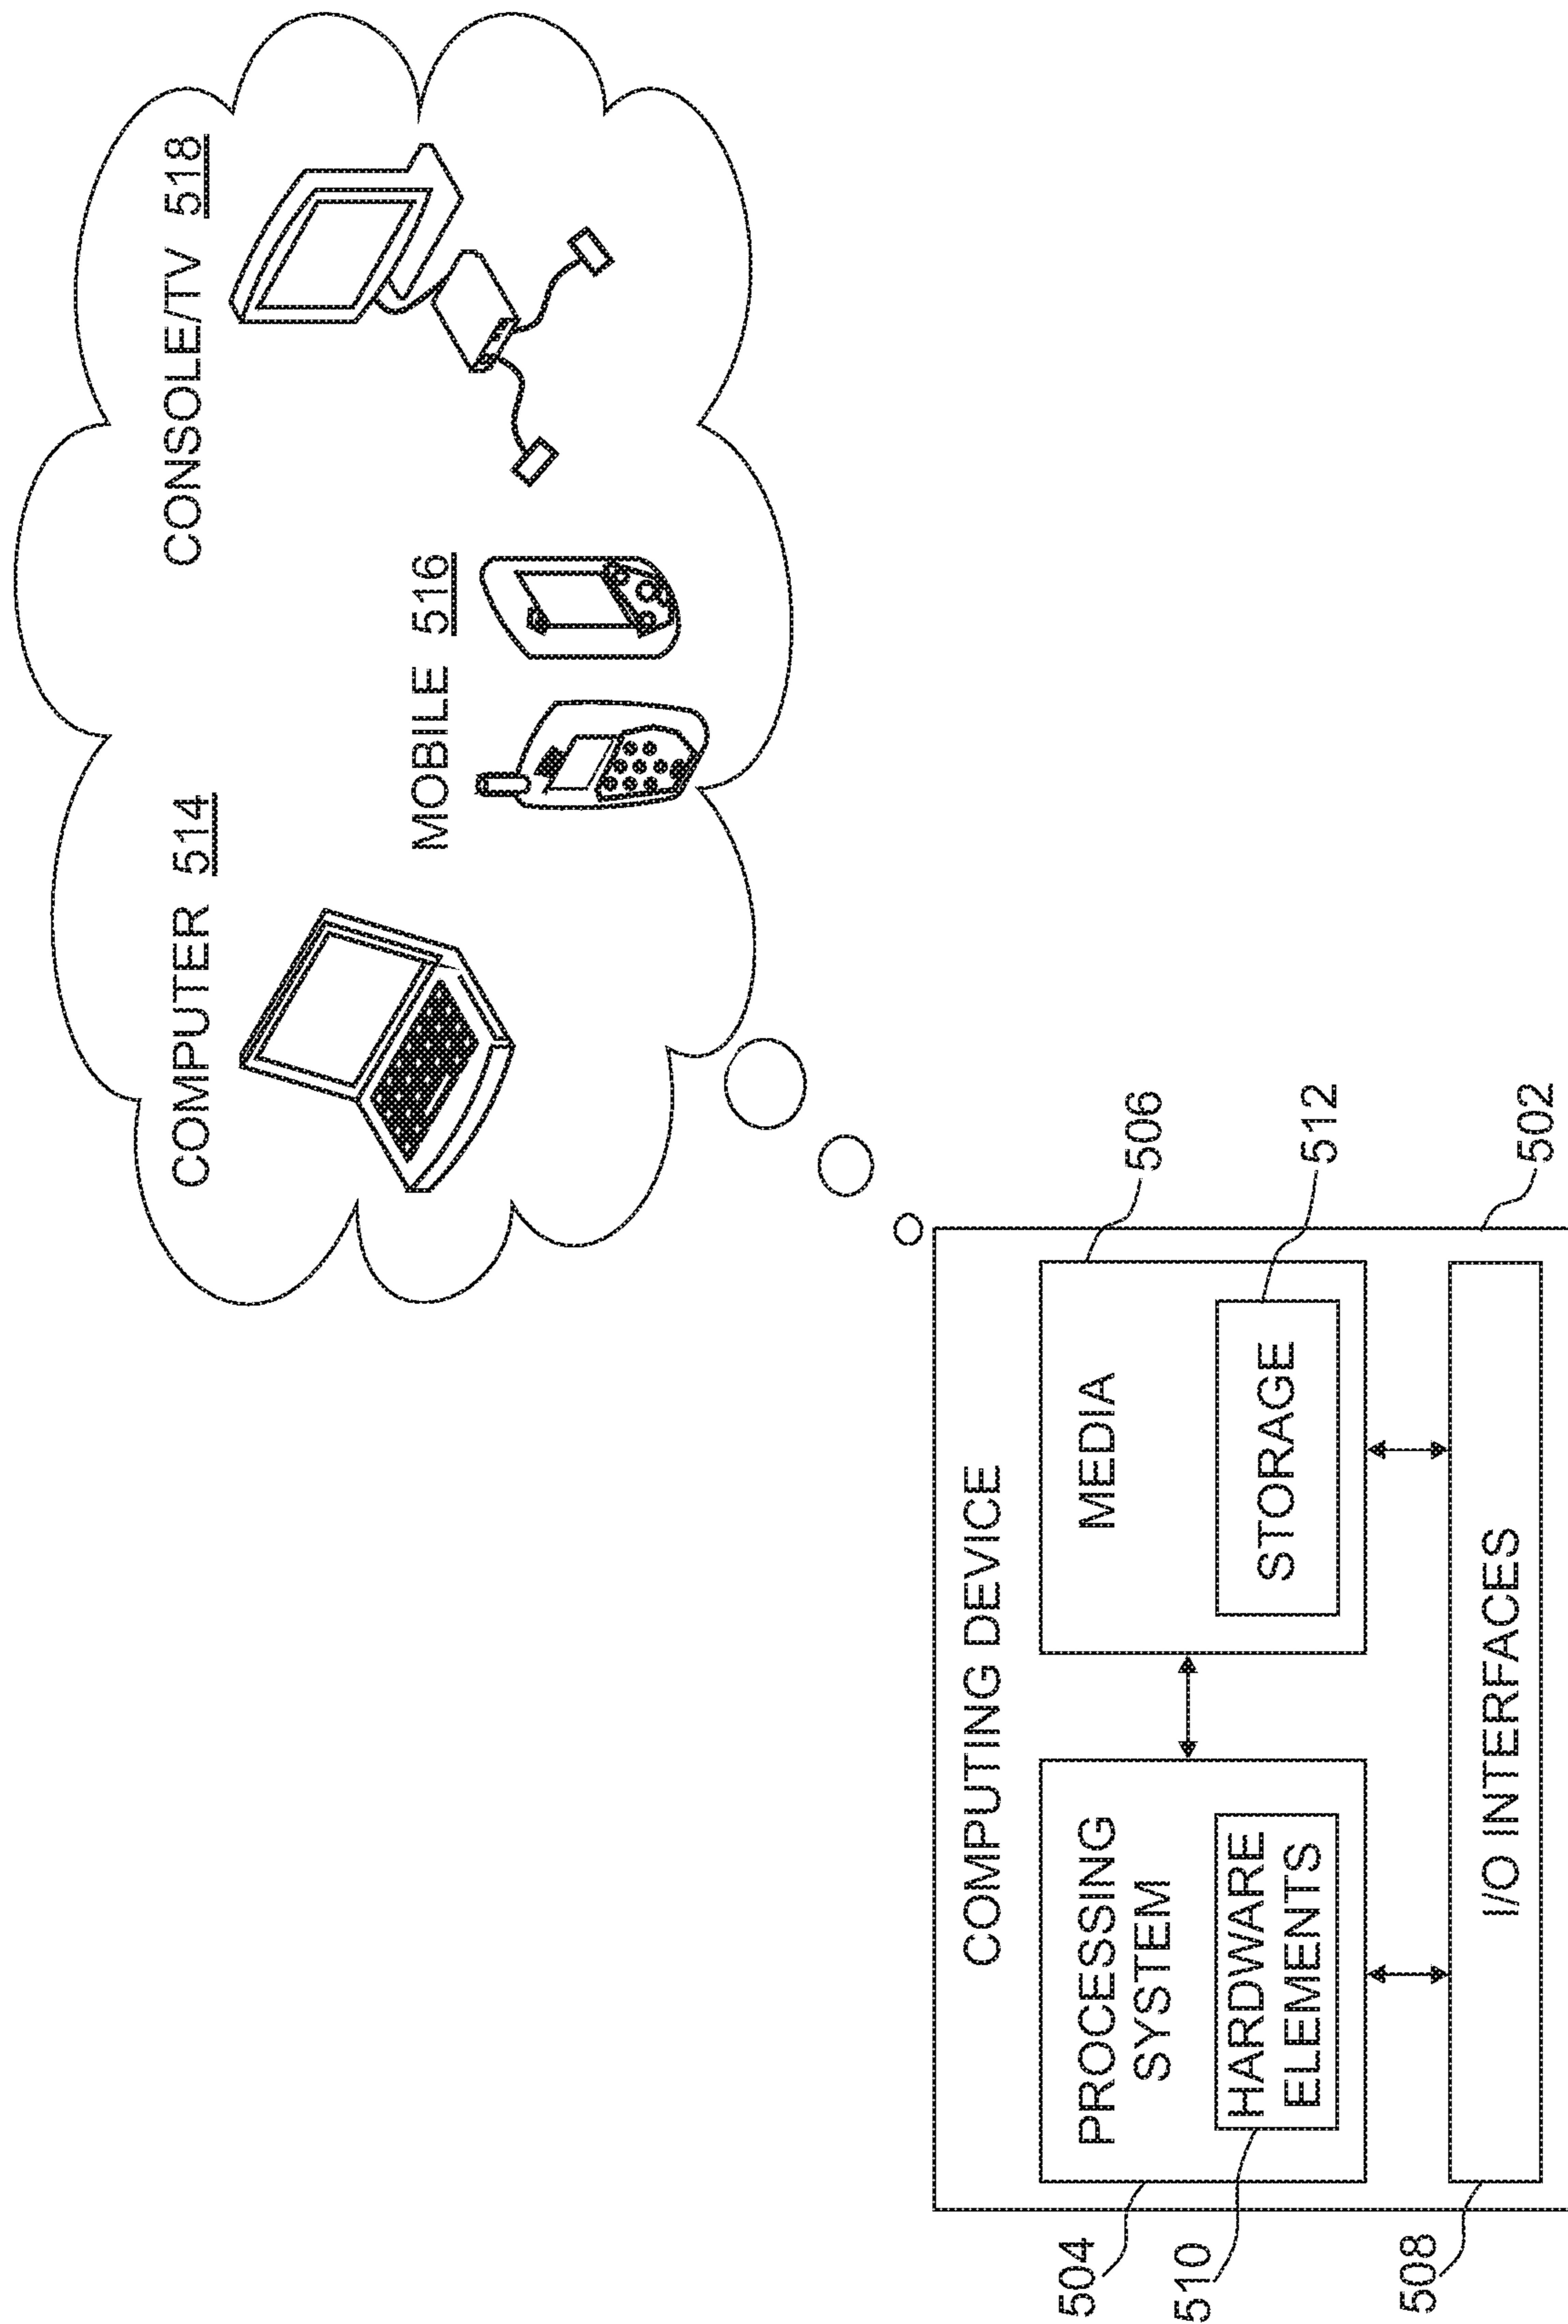 COMPUTER 514
MOBILE 516
CONSOLE/TV 518
COMPUTING DEVICE
504
PROCESSING
SYSTEM
510
HARDWARE
ELEMENTS
MEDIA
506
STORAGE
512
508
I/O INTERFACES
502